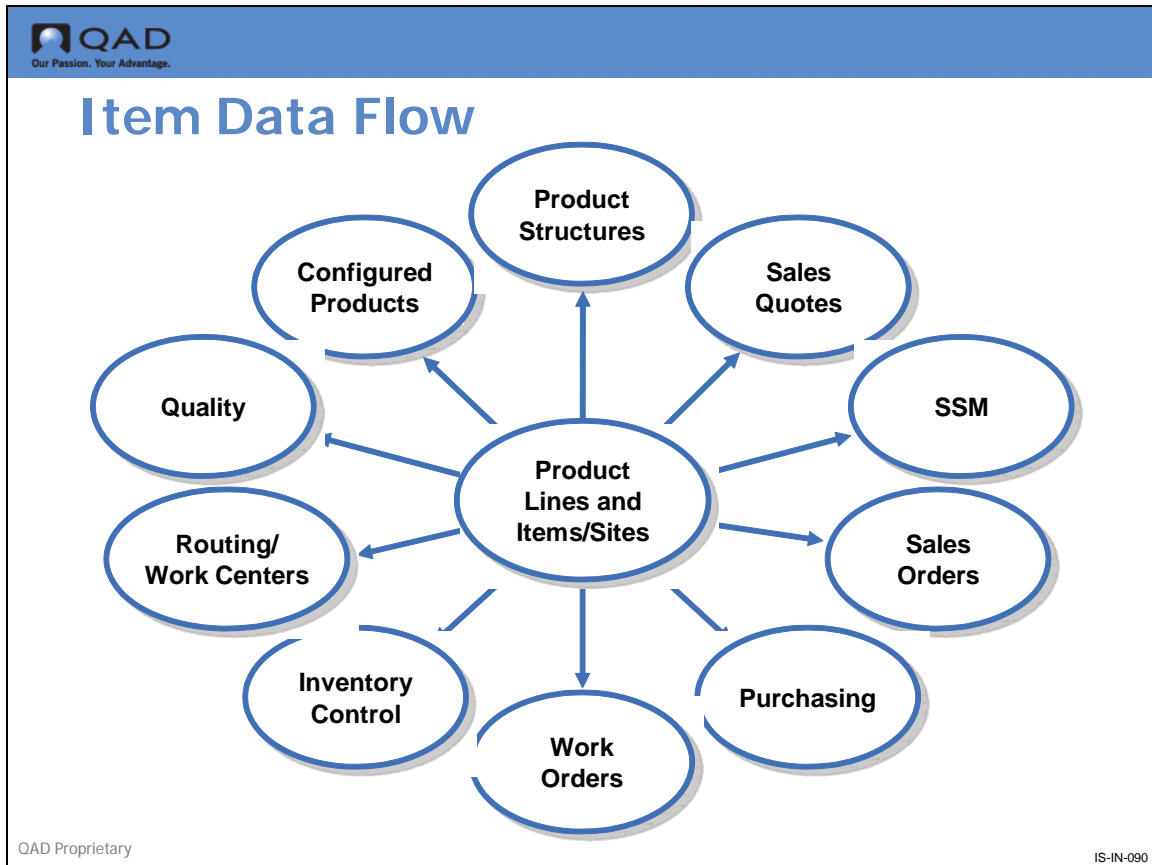 QAD
Our Passion. Your Advantage.
Item Data Flow
Product
Structures
Configured
Products
Sales
Quotes
Quality
SSM
Product
Lines and
Items/Sites
Routing/
Work Centers
Sales
Orders
Inventory
Control
Purchasing
Work
Orders
QAD Proprietary
IS-IN-090